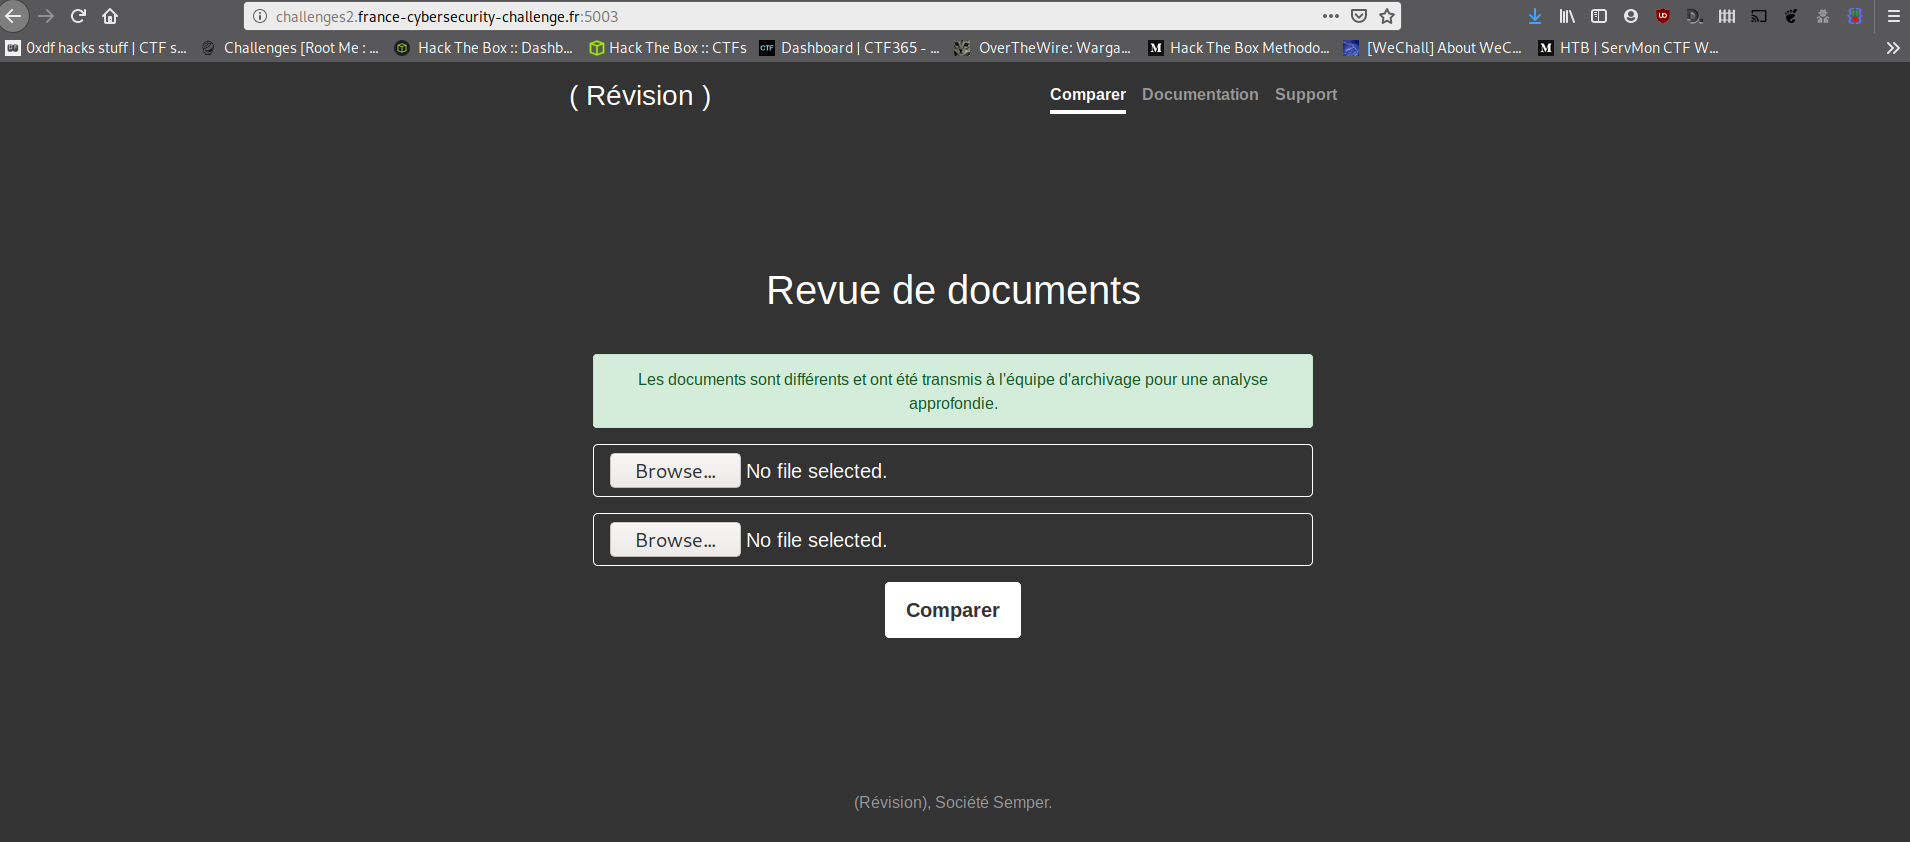 challenges2.france-cybersecurity-challenge.fr:5003
0xdf hacks stuff | CTF s... Challenges [Root Me : ... Hack The Box :: Dashb... Hack The Box :: CTFs CTF Dashboard | CTF365 - ... OverTheWire: Warga... M Hack The Box Methodo... [WeChall] About WeC... M HTB | ServMon CTF W...
( Révision ) Comparer Documentation Support
Revue de documents
Les documents sont différents et ont été transmis à l'équipe d'archivage pour une analyse
approfondie.
Browse... No file selected.
Browse... No file selected.
Comparer
(Révision), Société Semper.